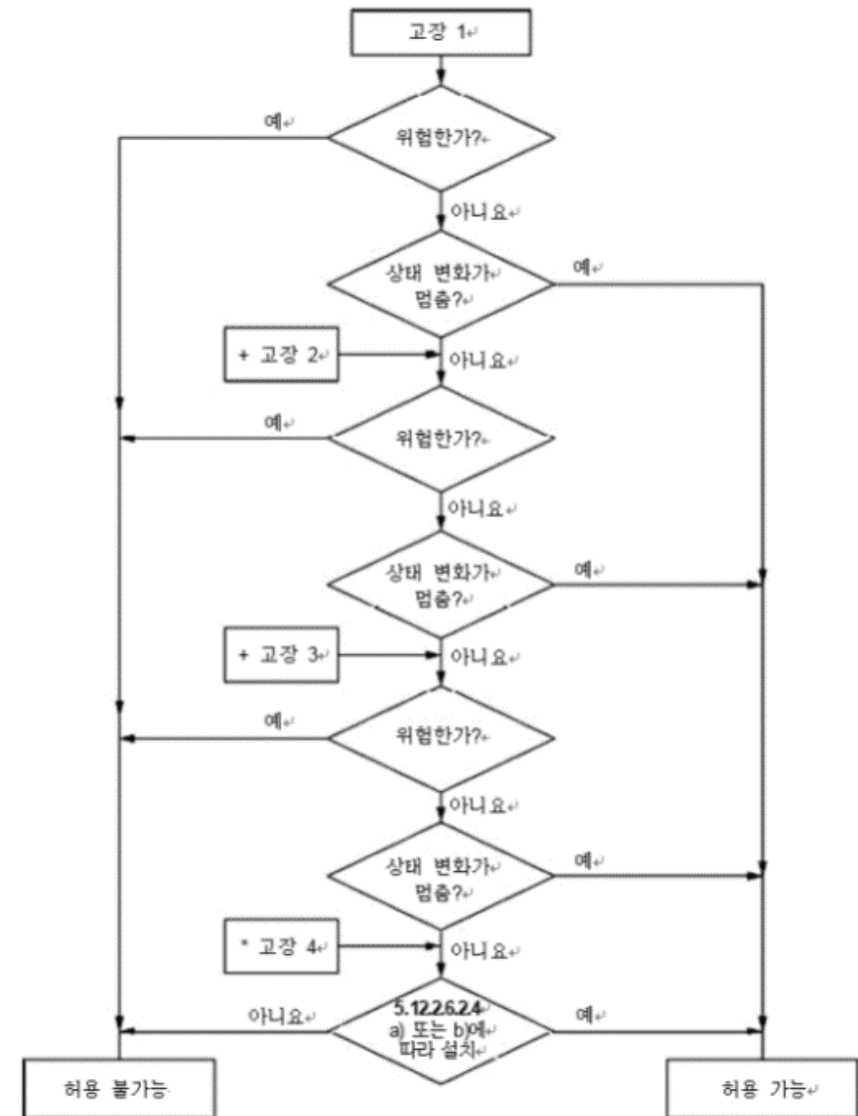 고장 1↵
예↵
위험한가?↵
아니요↵
상태 변화가↵
멈춤?↵
예↵
+ 고장 2↵
아니요↵
예↵
위험한가?↵
아니요↵
상태 변화가↵
멈춤?↵
예↵
+ 고장 3↵
아니요↵
예↵
위험한가?↵
아니요↵
상태 변화가↵
멈춤?↵
예↵
* 고장 4↵
아니요↵
아니요↵
5.12.2.6.2.4↵
a) 또는 b)에↵
따라 설치↵
예↵
허용 불가능
허용 가능↵